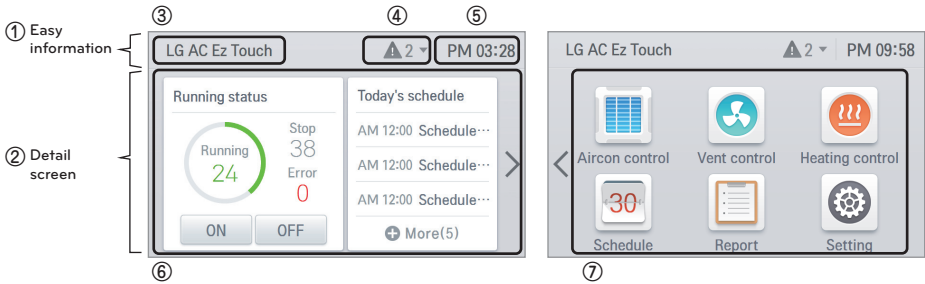 ③
④
⑤
① Easy
information
LG AC Ez Touch
2
PM 03:28
LG AC Ez Touch
2
PM 09:58
② Detail
screen
Running status
Running
24
Stop
38
Error
0
ON
OFF
Today's schedule
AM 12:00 Schedule···
AM 12:00 Schedule···
AM 12:00 Schedule···
More(5)
Aircon control
Vent control
Heating control
30
Schedule
Report
Setting
⑥
⑦